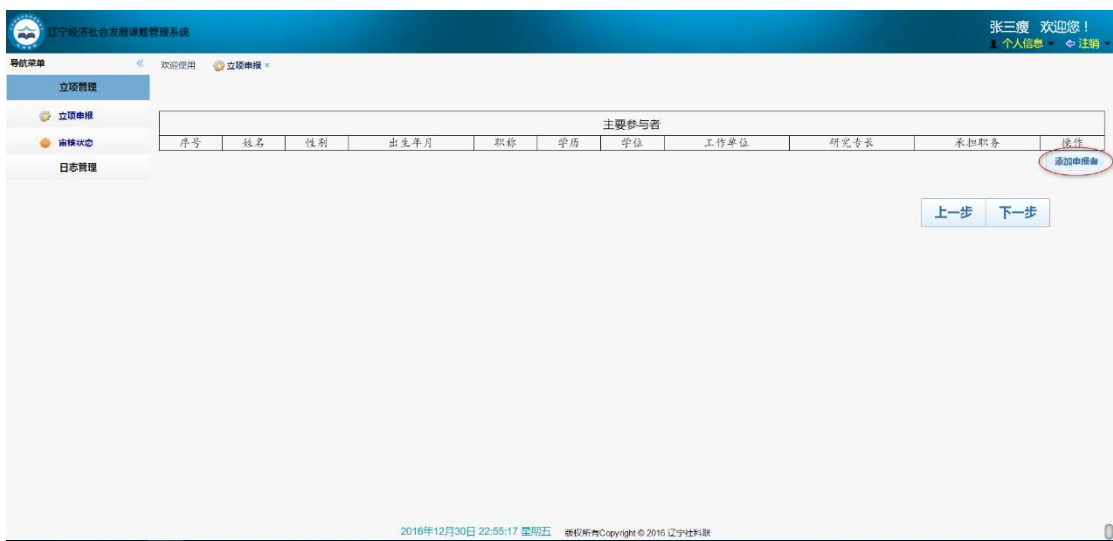 辽宁经济社会发展课题管理系统
张三瘦 欢迎您！
个人信息 注销
导航菜单
欢迎使用 立项申报 ×
立项管理
立项申报
审核状态
日志管理
主要参与者
序号 姓名 性别 出生年月 职称 学历 学位 工作单位 研究专长 承担职务 操作
添加申报者
上一步 下一步
2016年12月30日 22:55:17 星期五 版权所有Copyright © 2016 辽宁社科联